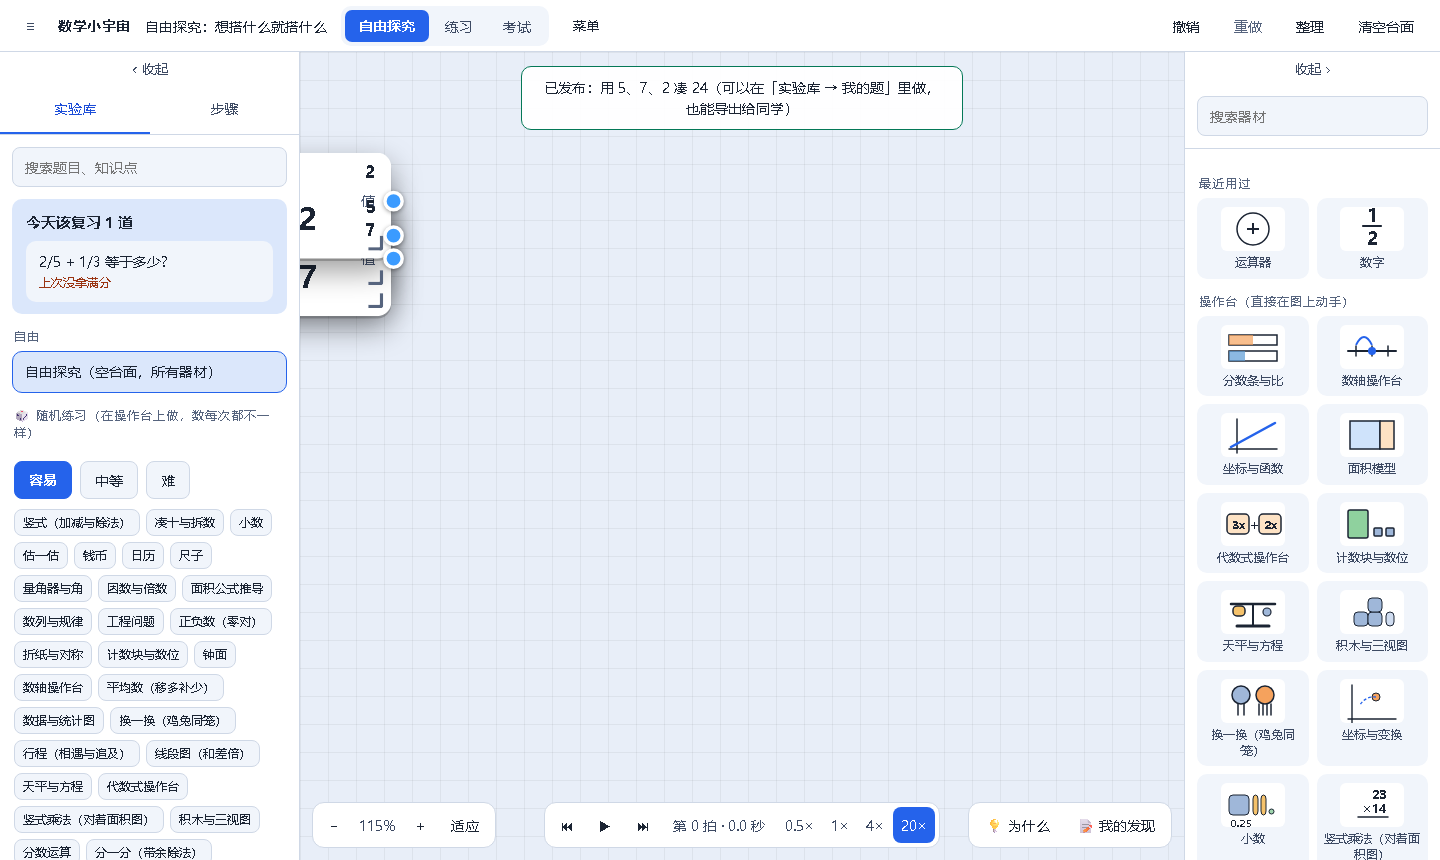 ≡ 数学小宇宙 自由探究：想搭什么就搭什么 自由探究 练习 考试 菜单 撤销 重做 整理 清空台面
‹ 收起
实验库 步骤
搜索题目、知识点
今天该复习 1 道
2/5 + 1/3 等于多少？
上次没拿满分
自由
自由探究（空台面，所有器材）
随机练习（在操作台上做，数每次都不一
样）
容易 中等 难
竖式（加减与除法） 凑十与拆数 小数
估一估 钱币 日历 尺子
量角器与角 因数与倍数 面积公式推导
数列与规律 工程问题 正负数（零对）
折纸与对称 计数块与数位 钟面
数轴操作台 平均数（移多补少）
数据与统计图 换一换（鸡兔同笼）
行程（相遇与追及） 线段图（和差倍）
天平与方程 代数式操作台
竖式乘法（对着面积图） 积木与三视图
分数运算 分一分（带余除法）
已发布：用 5、7、2 凑 24（可以在「实验库 → 我的题」里做，
也能导出给同学）
2
值
5
2
7
值
7
− 115% + 适应
第 0 拍 · 0.0 秒 0.5× 1× 4× 20×
为什么 我的发现
收起 ›
搜索器材
最近用过
1
2
运算器 数字
操作台（直接在图上动手）
分数条与比 数轴操作台
坐标与函数 面积模型
3x + 2x
代数式操作台 计数块与数位
天平与方程 积木与三视图
换一换（鸡兔同
笼） 坐标与变换
0.25
小数
23
×14
竖式乘法（对着面
积图）